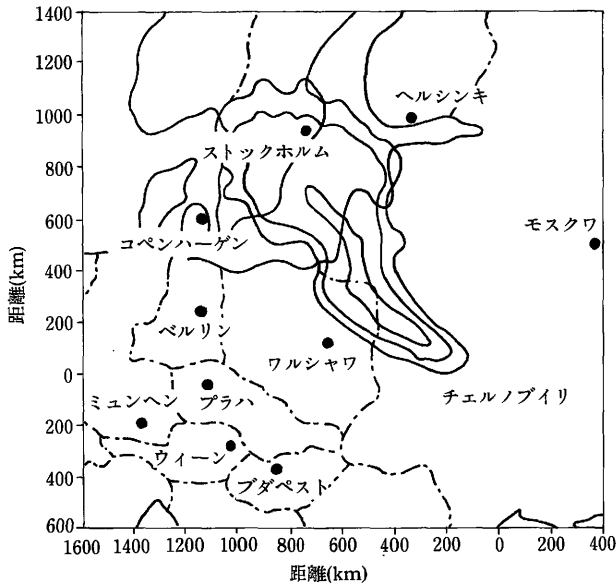 1400
1200
1000
800
600
400
200
0
200
400
600
距離(km)
ヘルシンキ
ストックホルム
モスクワ
コペンハーゲン
ベルリン
ワルシャワ
チェルノブイリ
ミュンヘン
プラハ
ウィーン
ブダペスト
1600 1400 1200 1000 800 600 400 200 0 200 400
距離(km)